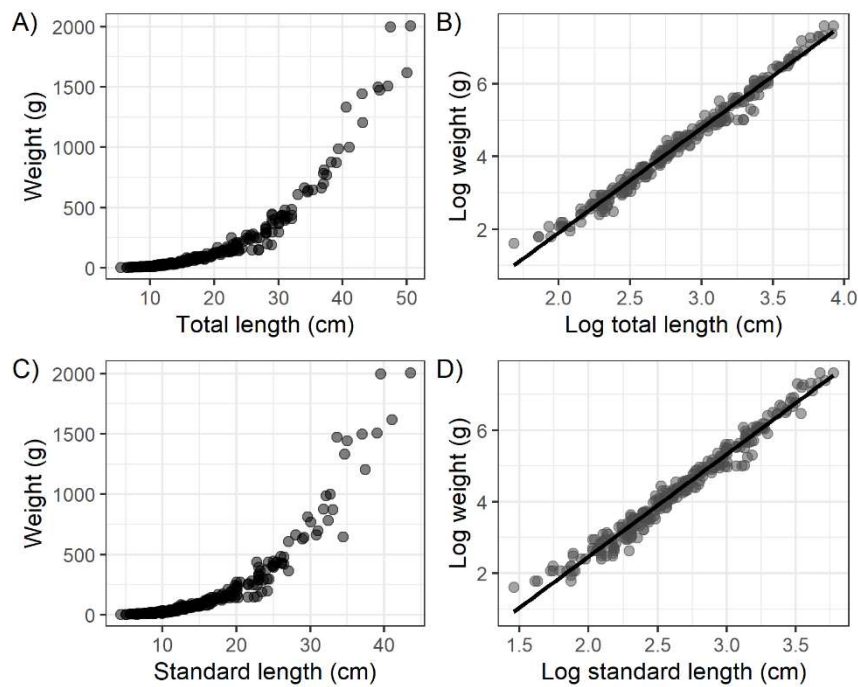 A)
2000
1500
1000
500
0
Weight (g)
10 20 30 40 50
Total length (cm)
B)
6
4
2
Log weight (g)
2.0 2.5 3.0 3.5 4.0
Log total length (cm)
C)
2000
1500
1000
500
0
Weight (g)
10 20 30 40
Standard length (cm)
D)
6
4
2
Log weight (g)
1.5 2.0 2.5 3.0 3.5
Log standard length (cm)